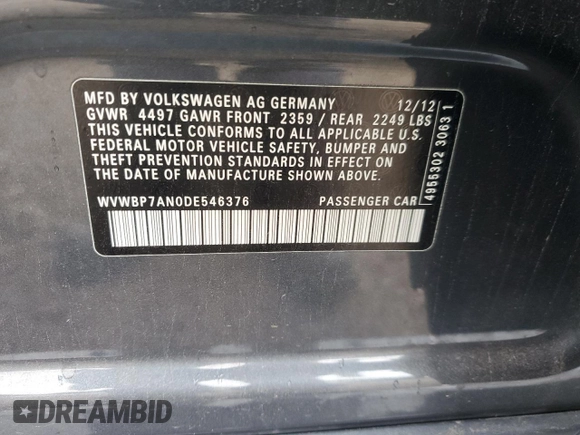 MFD BY VOLKSWAGEN AG GERMANY 12/12
GVWR 4497 GAWR FRONT 2359 / REAR 2249 LBS
THIS VEHICLE CONFORMS TO ALL APPLICABLE U.S.
FEDERAL MOTOR VEHICLE SAFETY, BUMPER AND
THEFT PREVENTION STANDARDS IN EFFECT ON
THE DATE OF MANUFACTURE SHOWN ABOVE.
WVWBP7AN0DE546376 PASSENGER CAR
4955302 3063 1
DREAMBID